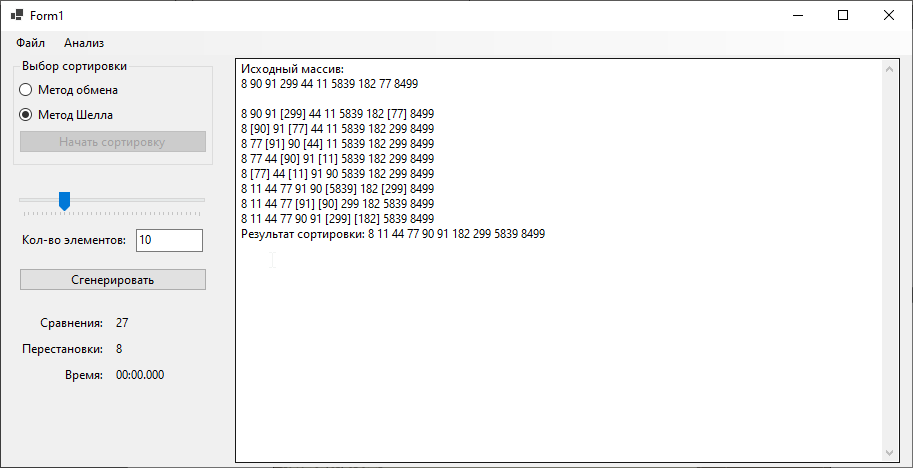 Form1
Файл Анализ
Выбор сортировки
Метод обмена
Метод Шелла
Начать сортировку
Кол-во элементов: 10
Сгенерировать
Сравнения: 27
Перестановки: 8
Время: 00:00.000
Исходный массив:
8 90 91 299 44 11 5839 182 77 8499
8 90 91 [299] 44 11 5839 182 [77] 8499
8 [90] 91 [77] 44 11 5839 182 299 8499
8 77 [91] 90 [44] 11 5839 182 299 8499
8 77 44 [90] 91 [11] 5839 182 299 8499
8 [77] 44 [11] 91 90 5839 182 299 8499
8 11 44 77 91 90 [5839] 182 [299] 8499
8 11 44 77 [91] [90] 299 182 5839 8499
8 11 44 77 90 91 [299] [182] 5839 8499
Результат сортировки: 8 11 44 77 90 91 182 299 5839 8499